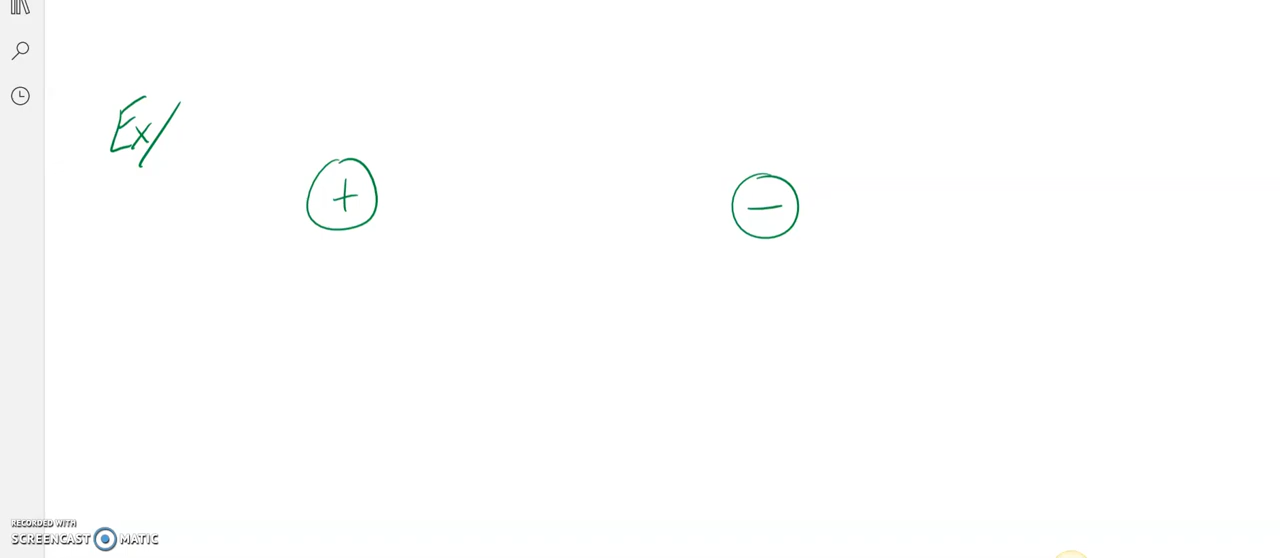 Ex/
+ −
RECORDED WITH
SCREENCAST MATIC